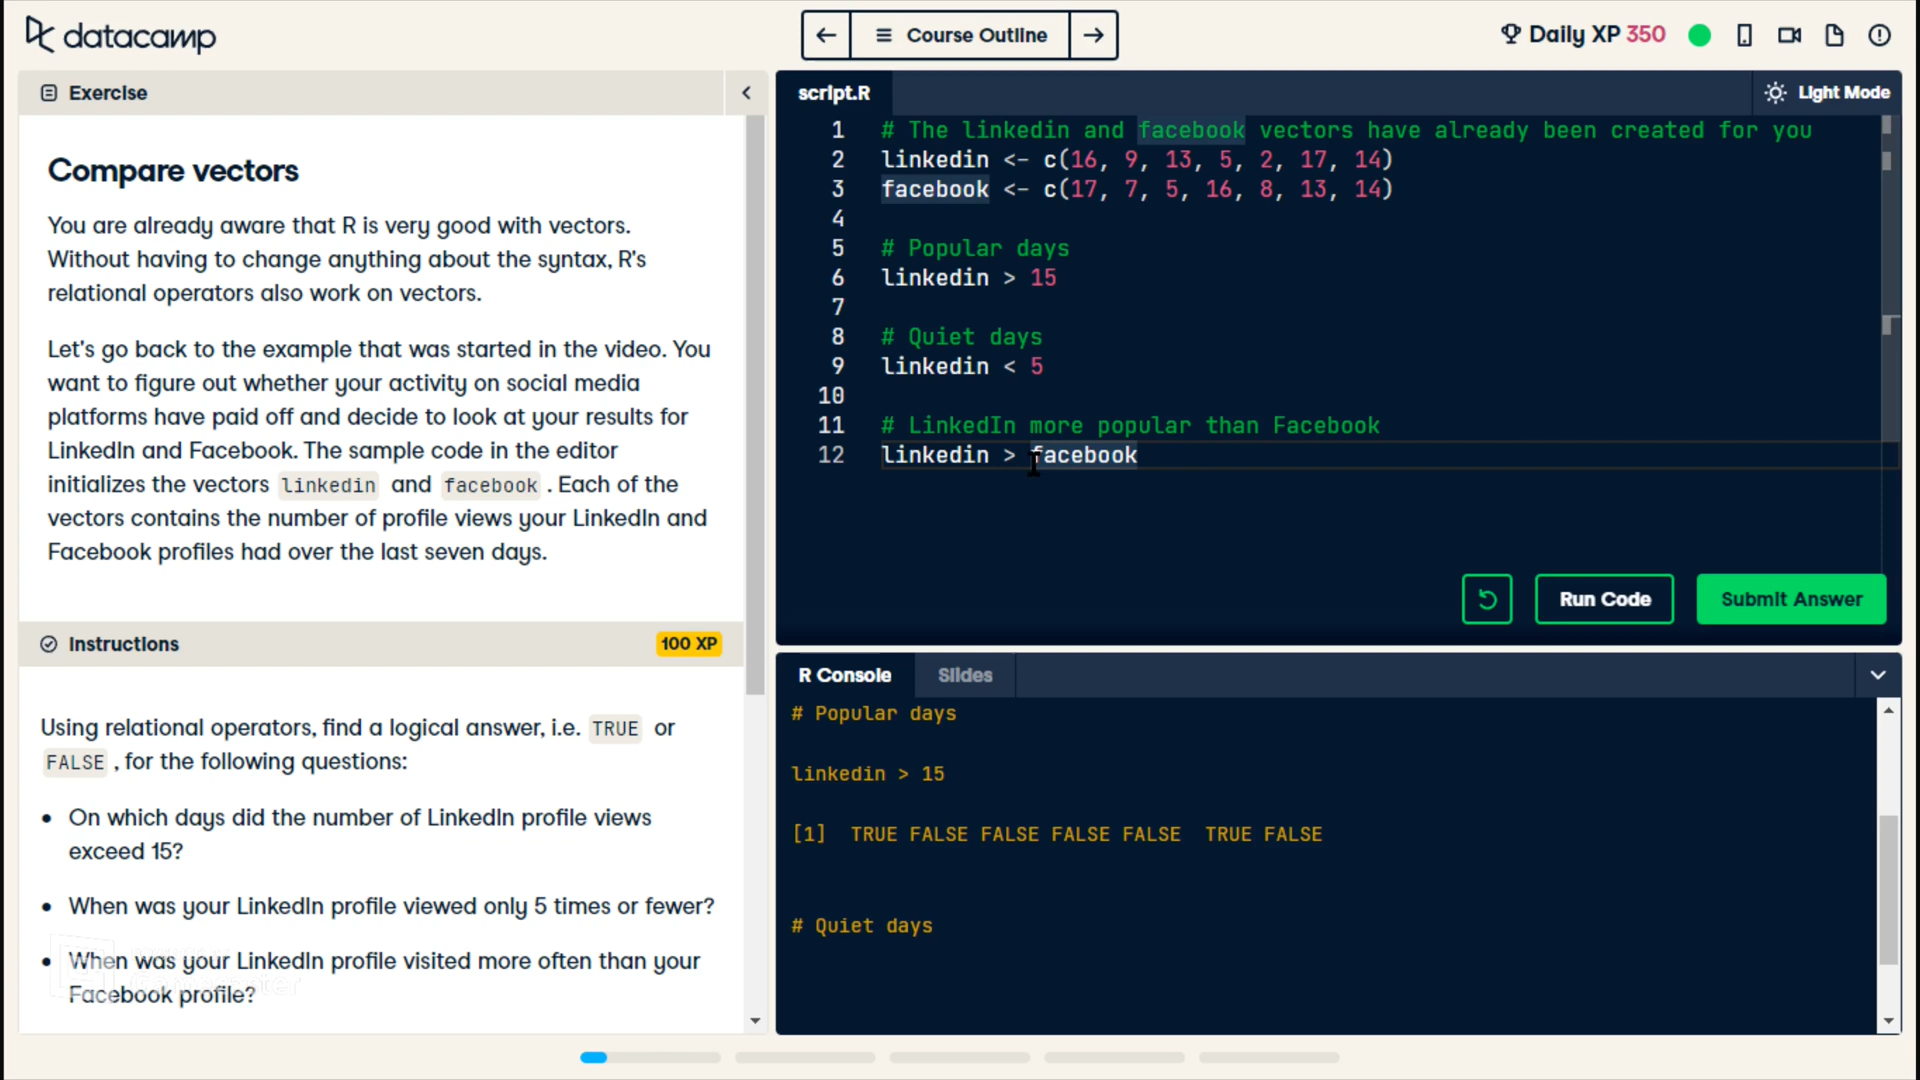 datacamp
Course Outline
Daily XP 350
Exercise
Compare vectors
You are already aware that R is very good with vectors.
Without having to change anything about the syntax, R's
relational operators also work on vectors.
Let's go back to the example that was started in the video. You
want to figure out whether your activity on social media
platforms have paid off and decide to look at your results for
LinkedIn and Facebook. The sample code in the editor
initializes the vectors linkedin and facebook . Each of the
vectors contains the number of profile views your LinkedIn and
Facebook profiles had over the last seven days.
Instructions
100 XP
Using relational operators, find a logical answer, i.e. TRUE or
FALSE , for the following questions:
• On which days did the number of LinkedIn profile views
exceed 15?
• When was your LinkedIn profile viewed only 5 times or fewer?
• When was your LinkedIn profile visited more often than your
Facebook profile?
script.R
Light Mode
1 # The linkedin and facebook vectors have already been created for you
2 linkedin <- c(16, 9, 13, 5, 2, 17, 14)
3 facebook <- c(17, 7, 5, 16, 8, 13, 14)
4
5 # Popular days
6 linkedin > 15
7
8 # Quiet days
9 linkedin < 5
10
11 # LinkedIn more popular than Facebook
12 linkedin > facebook
Run Code
Submit Answer
R Console
Slides
# Popular days
linkedin > 15
[1]  TRUE FALSE FALSE FALSE FALSE  TRUE FALSE
# Quiet days